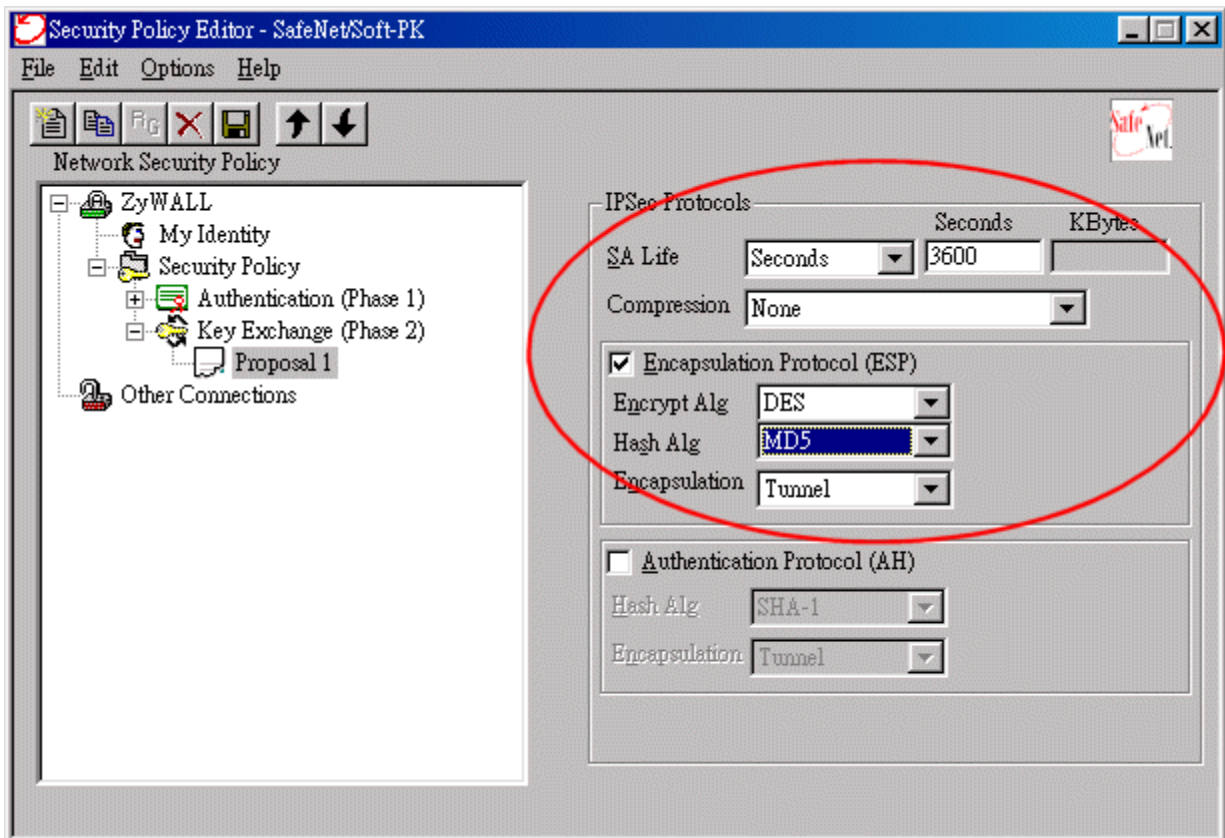 Security Policy Editor - SafeNet/Soft-PK
File Edit Options Help
RG
Safe Net.
Network Security Policy
ZyWALL
My Identity
Security Policy
Authentication (Phase 1)
Key Exchange (Phase 2)
Proposal 1
Other Connections
IPSec Protocols
Seconds KBytes
SA Life Seconds 3600
Compression None
Encapsulation Protocol (ESP)
Encrypt Alg DES
Hash Alg MD5
Encapsulation Tunnel
Authentication Protocol (AH)
Hash Alg SHA-1
Encapsulation Tunnel